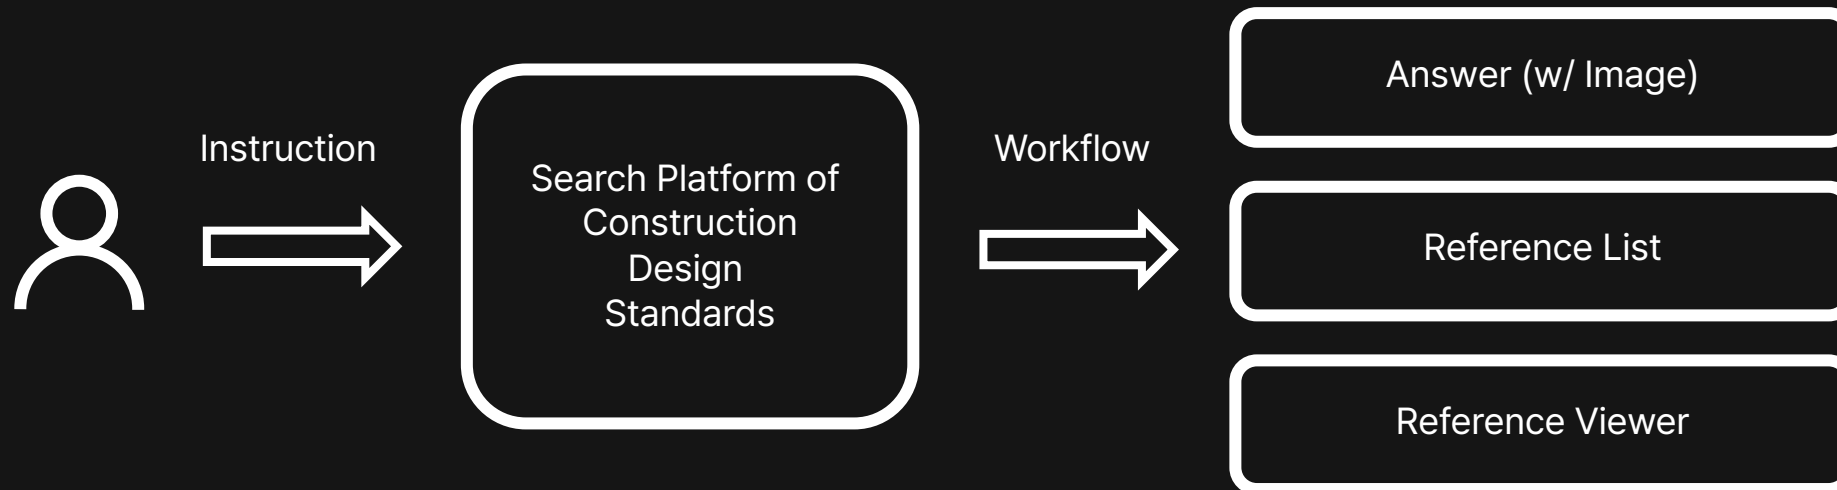 Instruction
Search Platform of
Construction
Design
Standards
Workflow
Answer (w/ Image)
Reference List
Reference Viewer